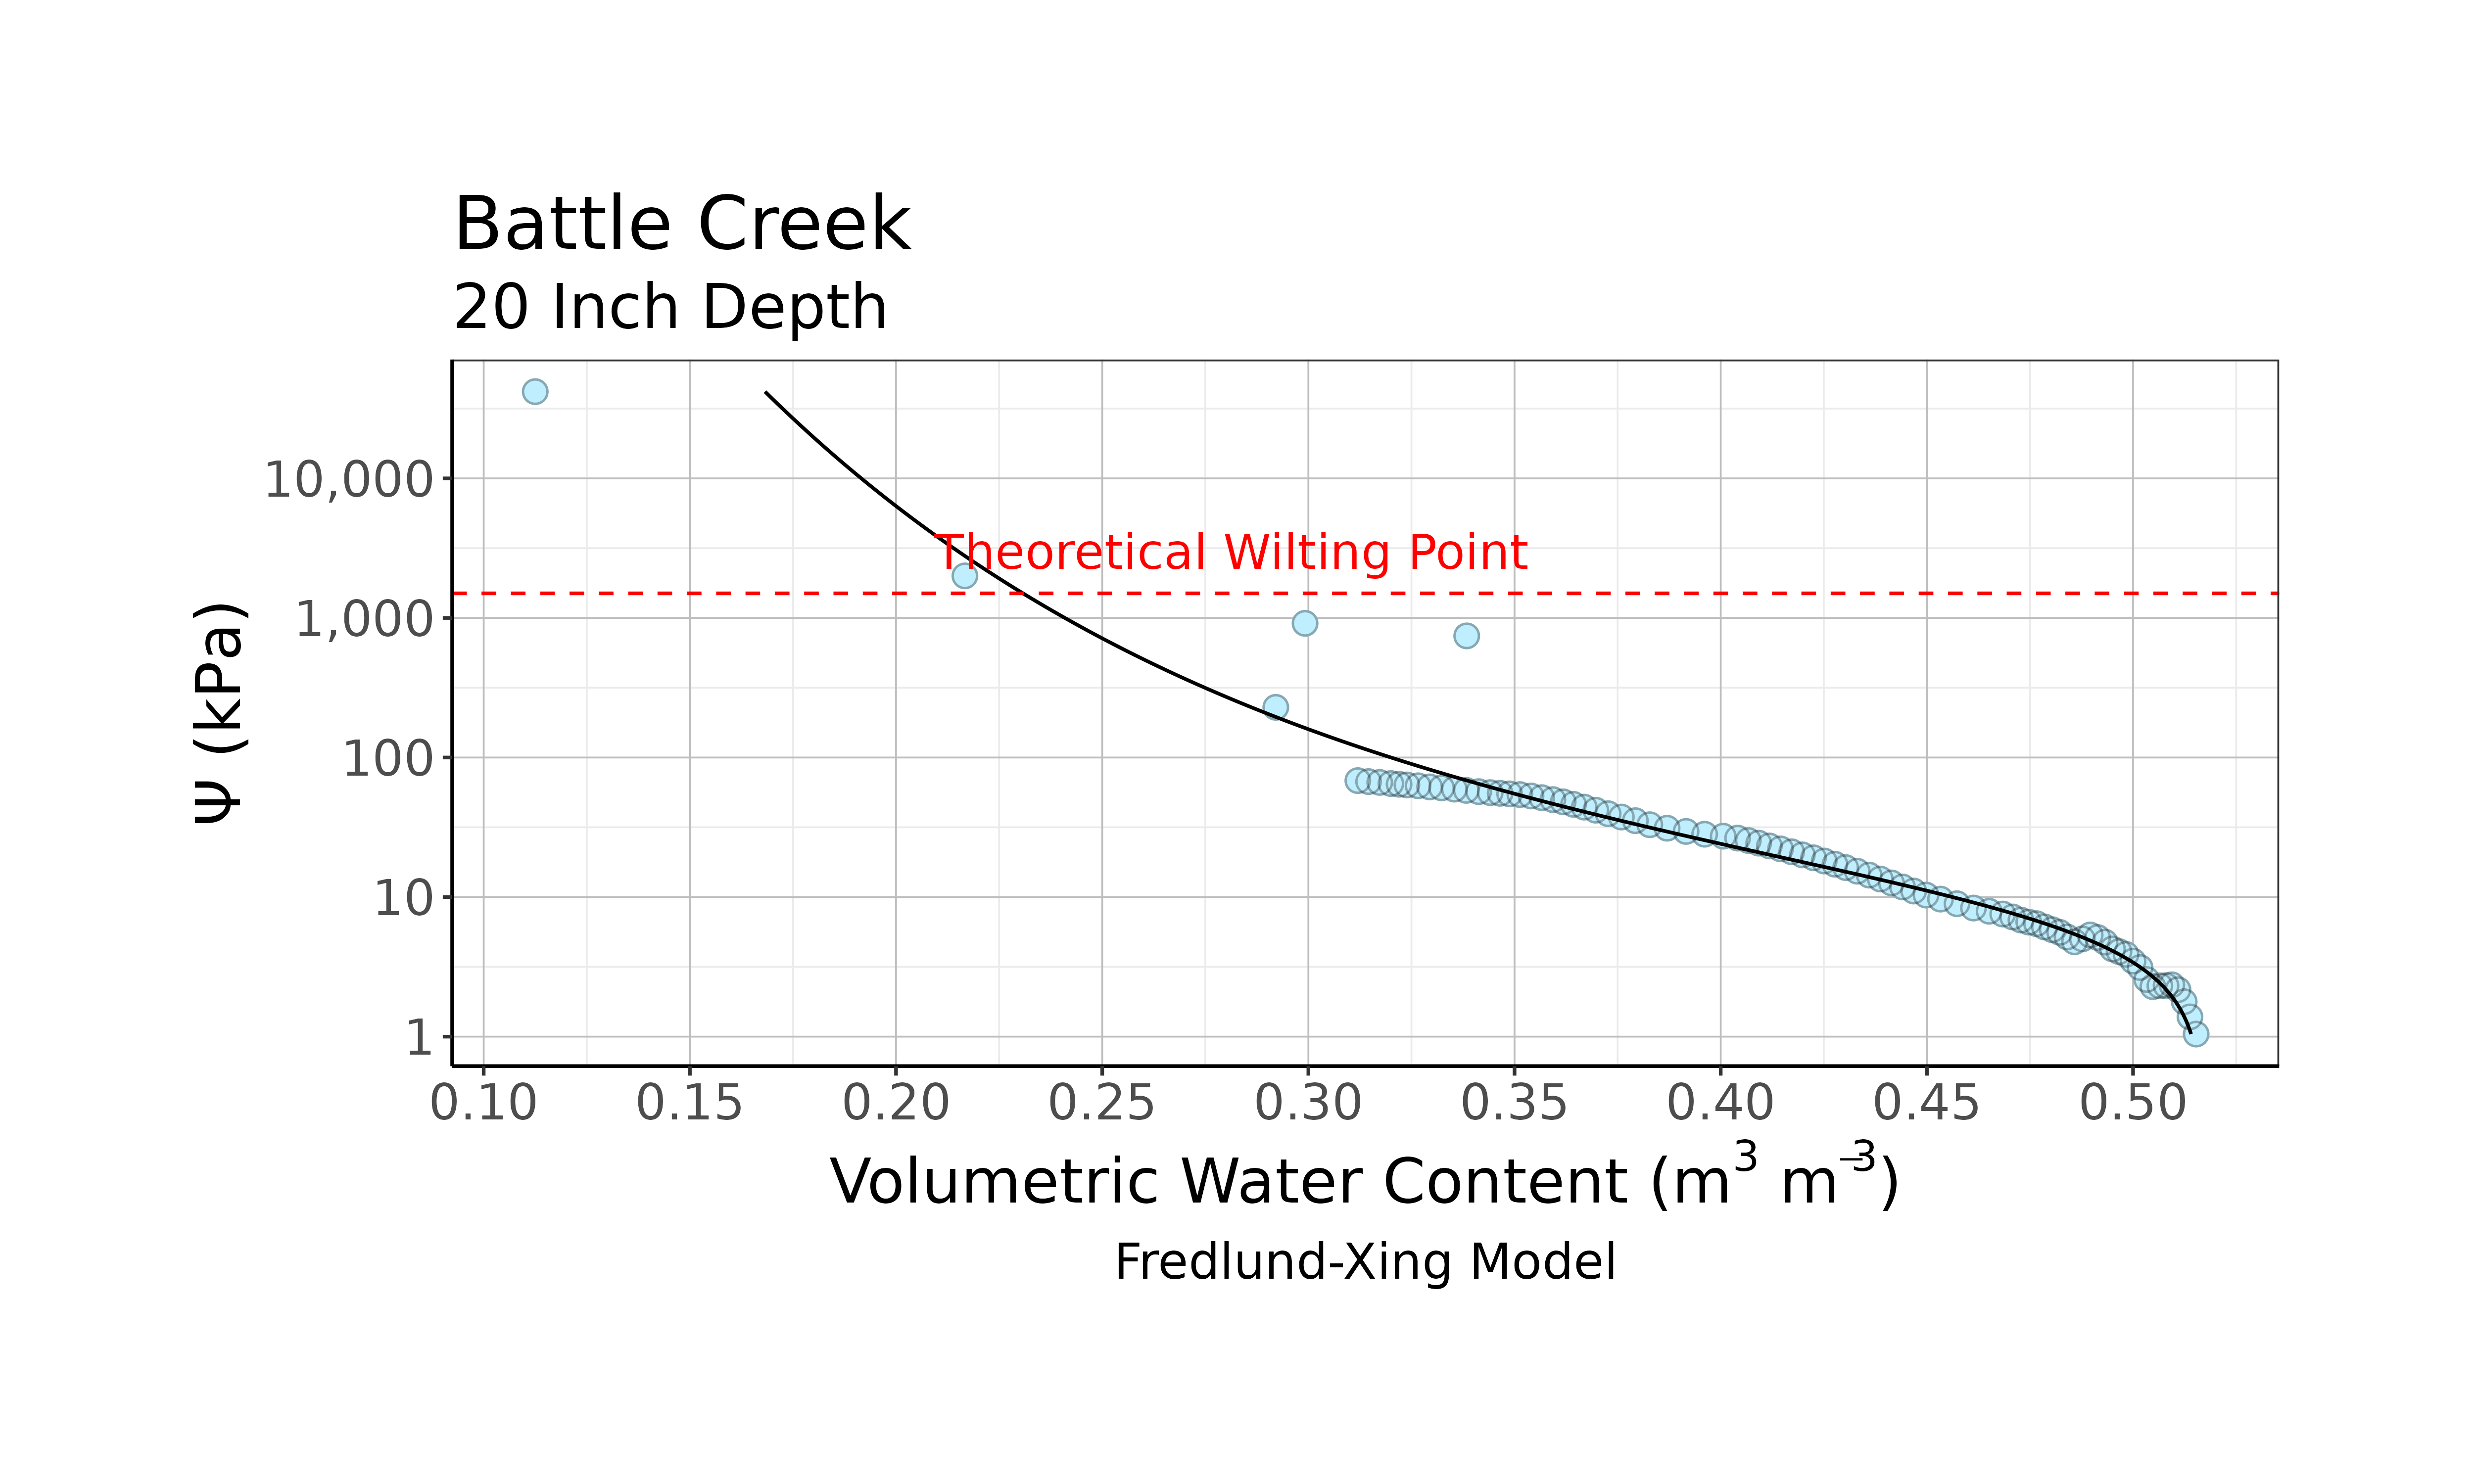 Battle Creek
20 Inch Depth
Ψ (kPa)
10,000
1,000
100
10
1
Theoretical Wilting Point
0.10 0.15 0.20 0.25 0.30 0.35 0.40 0.45 0.50
Volumetric Water Content (m³ m⁻³)
Fredlund-Xing Model